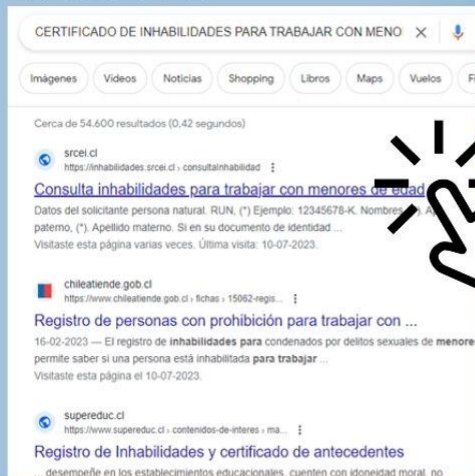 CERTIFICADO DE INHABILIDADES PARA TRABAJAR CON MENO
Imágenes Videos Noticias Shopping Libros Maps Vuelos
Cerca de 54.600 resultados (0,42 segundos)
srcei.cl
https://inhabilidades.srcei.cl › consultaInhabilidad
Consulta inhabilidades para trabajar con menores de edad
Datos del solicitante persona natural. RUN, (*) Ejemplo: 12345678-K. Nombres
paterno, (*). Apellido materno. Si en su documento de identidad ...
Visitaste esta página varias veces. Última visita: 10-07-2023.
chileatiende.gob.cl
https://www.chileatiende.gob.cl › fichas › 15062-regis...
Registro de personas con prohibición para trabajar con ...
16-02-2023 — El registro de inhabilidades para condenados por delitos sexuales de menore
permite saber si una persona está inhabilitada para trabajar ...
Visitaste esta página el 10-07-2023.
supereduc.cl
https://www.supereduc.cl › contenidos-de-interes › ma...
Registro de Inhabilidades y certificado de antecedentes
... desempeñe en los establecimientos educacionales, cuenten con idoneidad moral, no